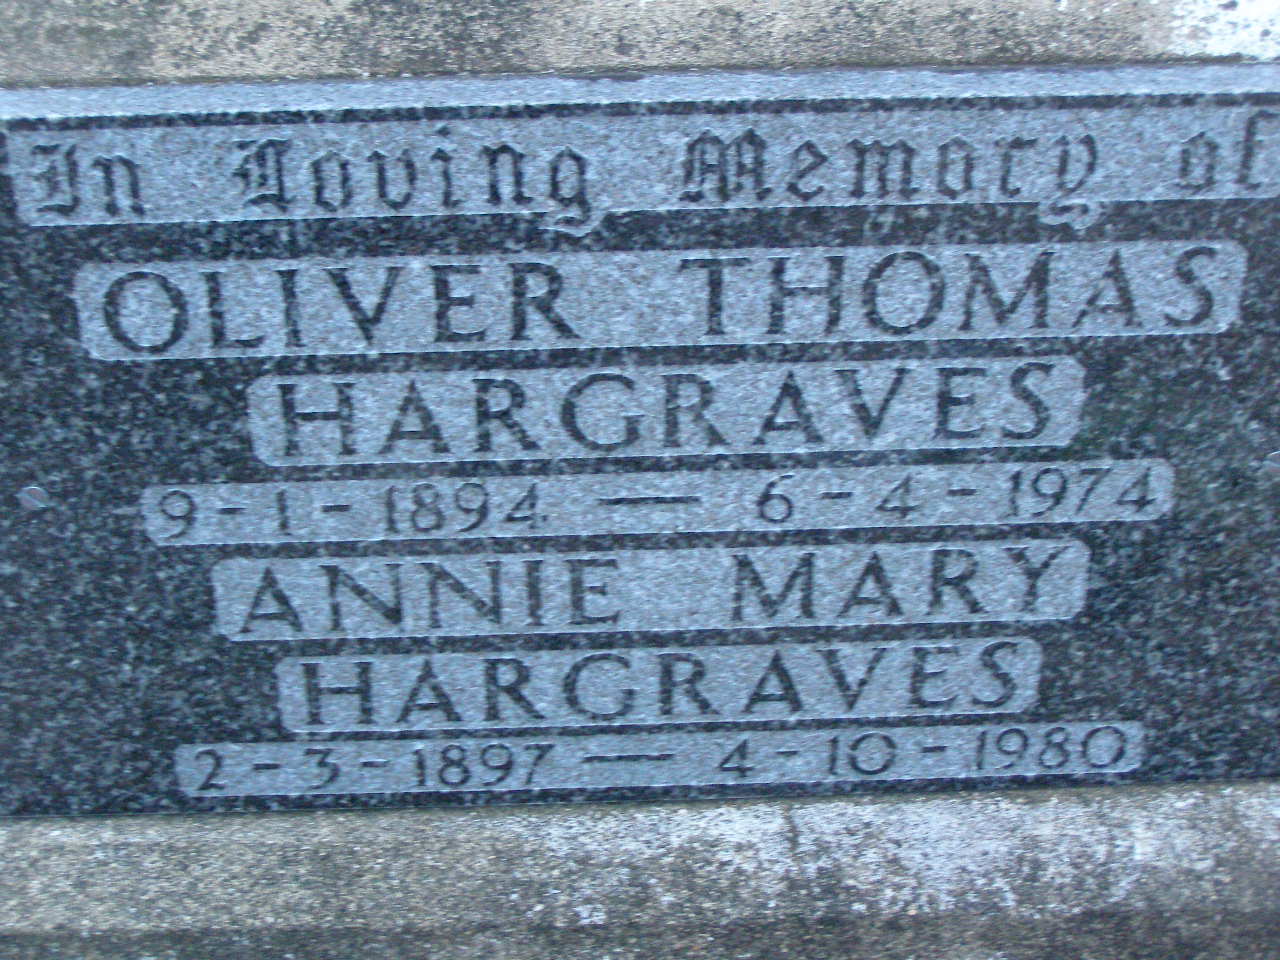 In Loving Memory of
OLIVER THOMAS
HARGRAVES
9-1-1894 — 6-4-1974
ANNIE MARY
HARGRAVES
2-3-1897 — 4-10-1980